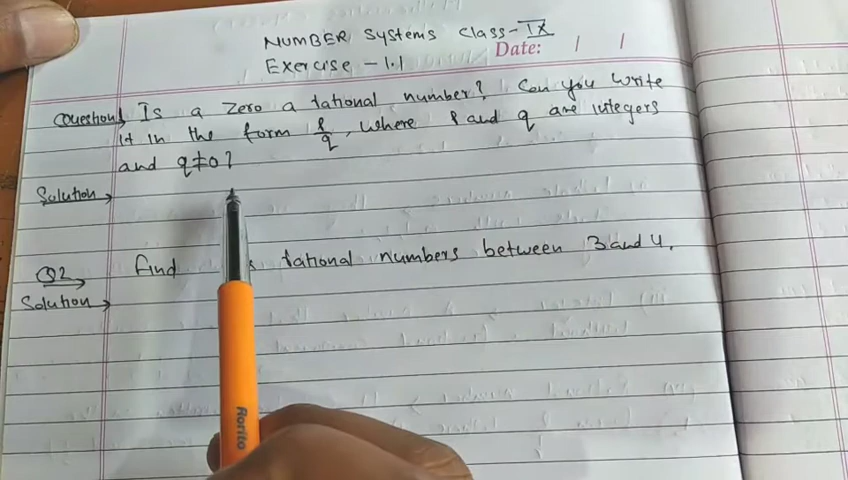 NUMBER Systems Class-IX
Date: / /
Exercise - 1.1
Question) Is a zero a rational number? Can you write
it in the form p/q, where p and q are integers
and q≠0?
Solution
Q2 Find rational numbers between 3 and 4.
Solution
Rorito